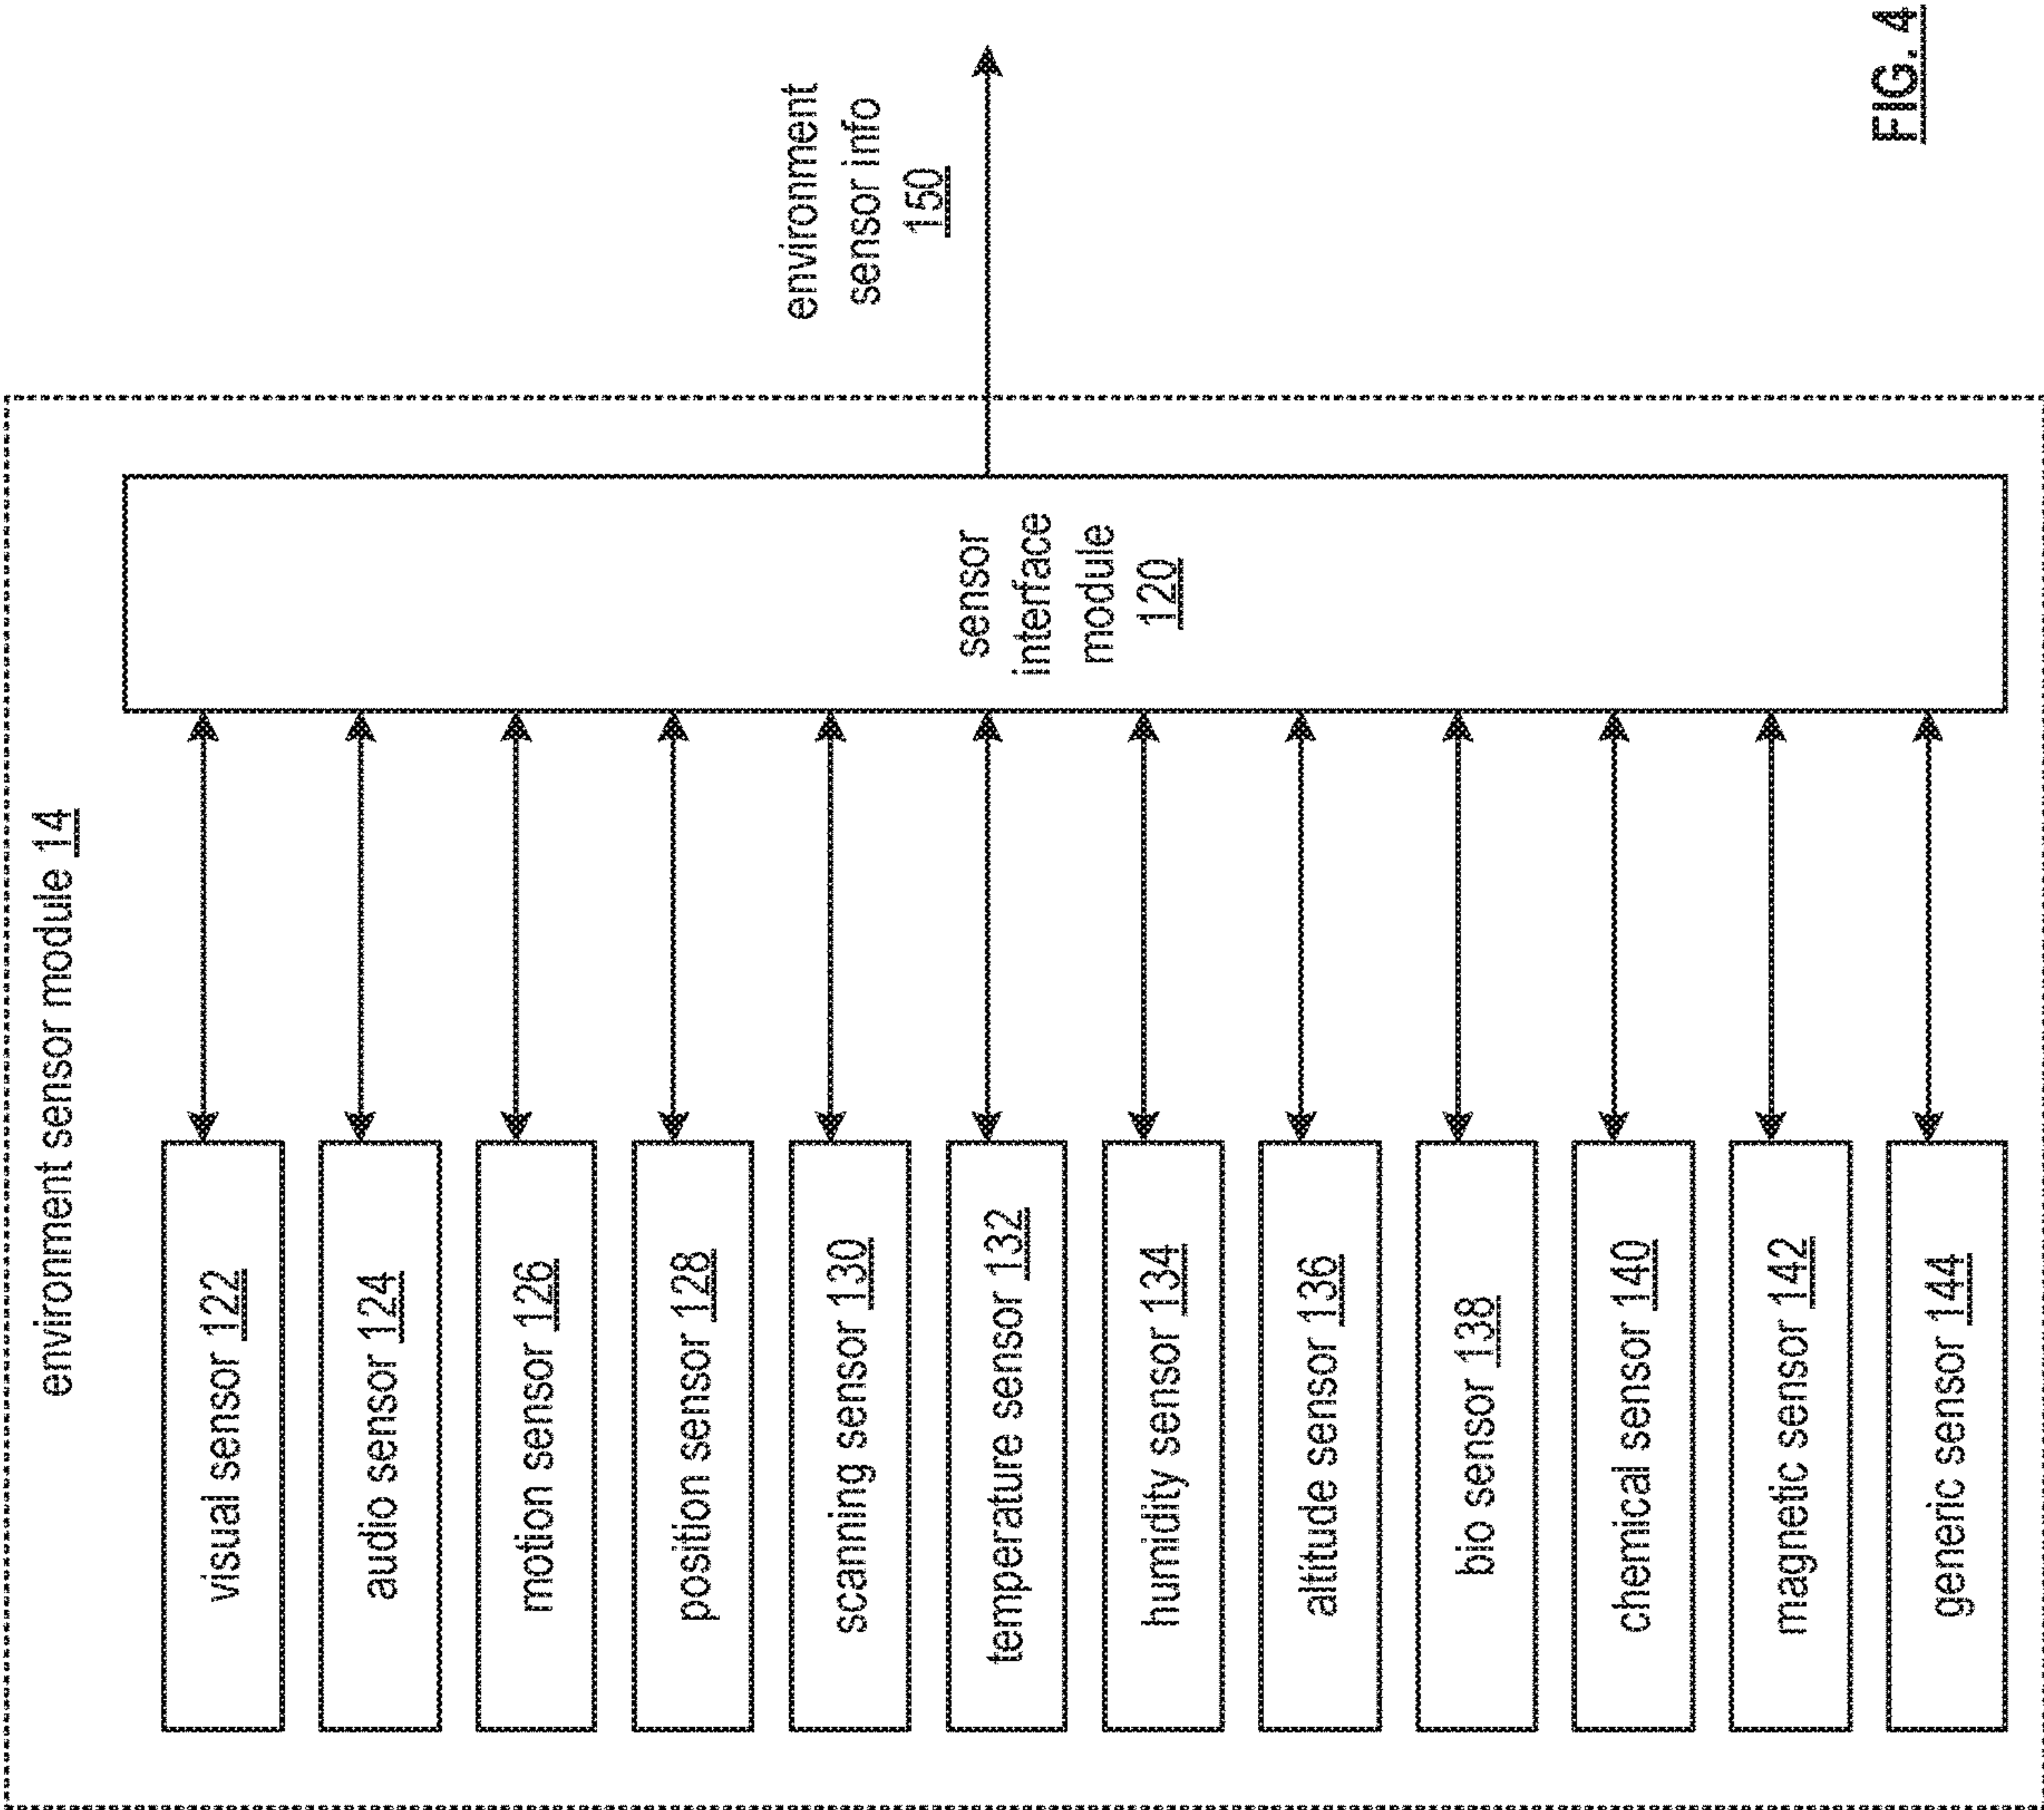 environment sensor module 14
visual sensor 122
audio sensor 124
motion sensor 126
position sensor 128
scanning sensor 130
temperature sensor 132
humidity sensor 134
altitude sensor 136
bio sensor 138
chemical sensor 140
magnetic sensor 142
generic sensor 144
sensor
interface
module
120
environment
sensor info
150
FIG. 4